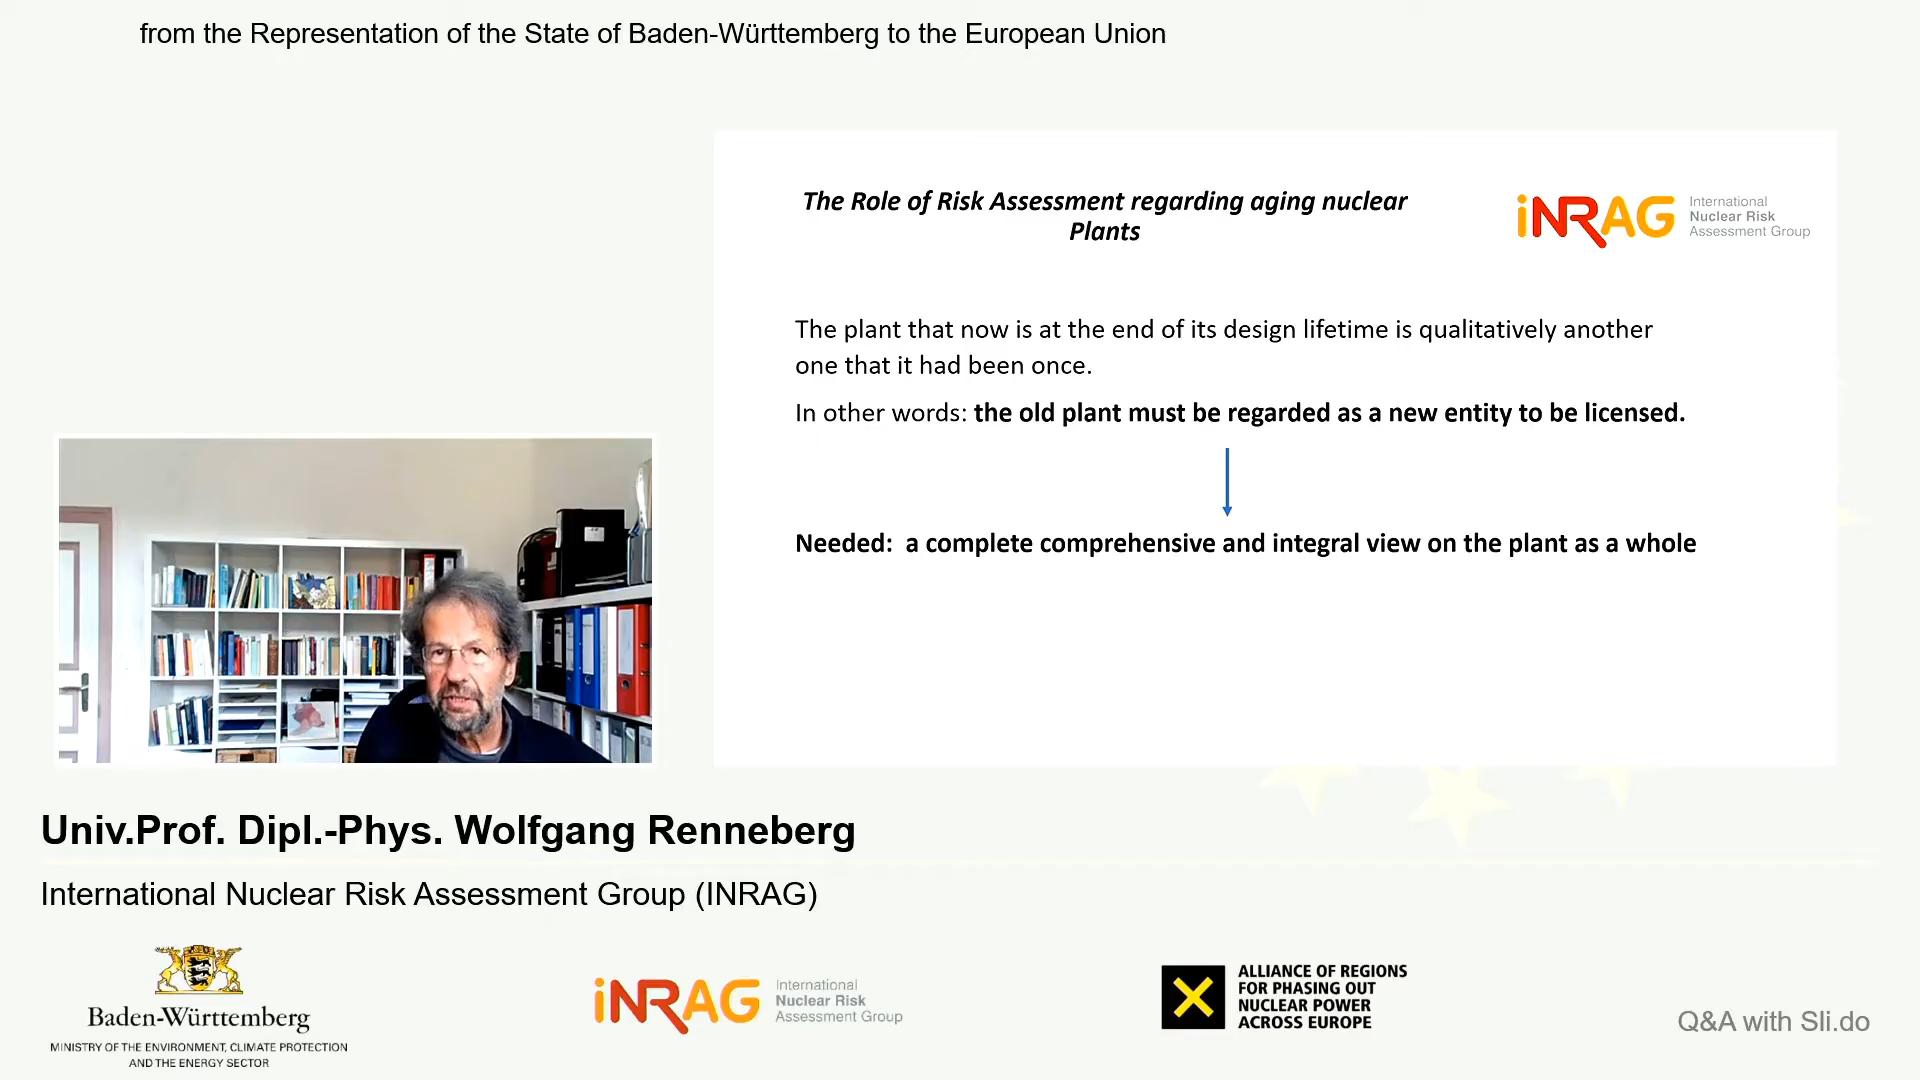 from the Representation of the State of Baden-Württemberg to the European Union
The Role of Risk Assessment regarding aging nuclear
Plants
iNRAG
International
Nuclear Risk
Assessment Group
The plant that now is at the end of its design lifetime is qualitatively another
one that it had been once.
In other words: the old plant must be regarded as a new entity to be licensed.
Needed: a complete comprehensive and integral view on the plant as a whole
Univ.Prof. Dipl.-Phys. Wolfgang Renneberg
International Nuclear Risk Assessment Group (INRAG)
Baden-Württemberg
MINISTRY OF THE ENVIRONMENT, CLIMATE PROTECTION
AND THE ENERGY SECTOR
iNRAG
International
Nuclear Risk
Assessment Group
ALLIANCE OF REGIONS
FOR PHASING OUT
NUCLEAR POWER
ACROSS EUROPE
Q&A with Sli.do